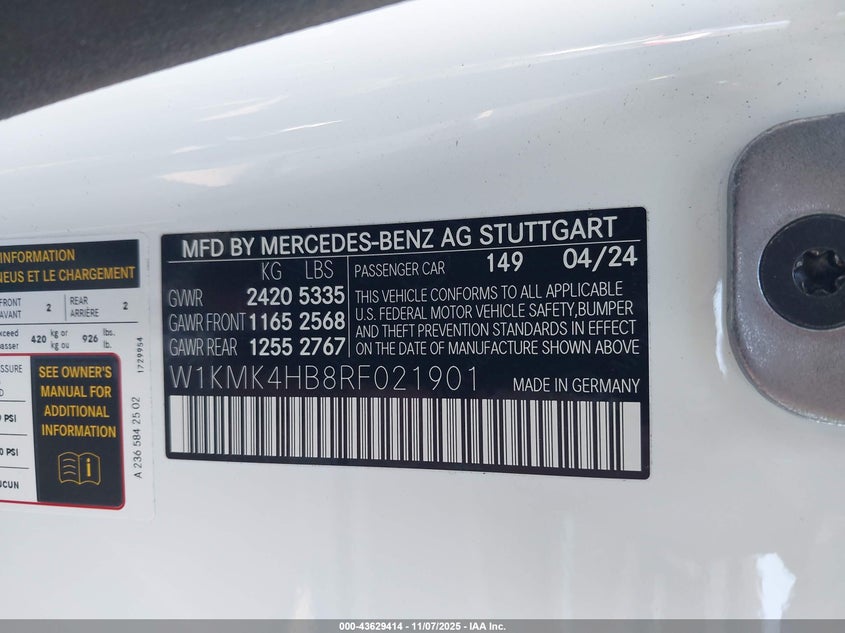 INFORMATION
NEUS ET LE CHARGEMENT
FRONT 2 REAR 2
AVANT ARRIÈRE
420 kg or 926 lbs.
kg ou lb.
SEE OWNER'S
MANUAL FOR
ADDITIONAL
INFORMATION
i
PSI
PSI
1729954
A 236 584 25 02
MFD BY MERCEDES-BENZ AG STUTTGART
KG LBS
GVWR 2420 5335
GAWR FRONT 1165 2568
GAWR REAR 1255 2767
PASSENGER CAR 149 04/24
THIS VEHICLE CONFORMS TO ALL APPLICABLE
U.S. FEDERAL MOTOR VEHICLE SAFETY,BUMPER
AND THEFT PREVENTION STANDARDS IN EFFECT
ON THE DATE OF MANUFACTURE SHOWN ABOVE
W1KMK4HB8RF021901 MADE IN GERMANY
000-43629414 | 11/07/2025 - IAA Inc.